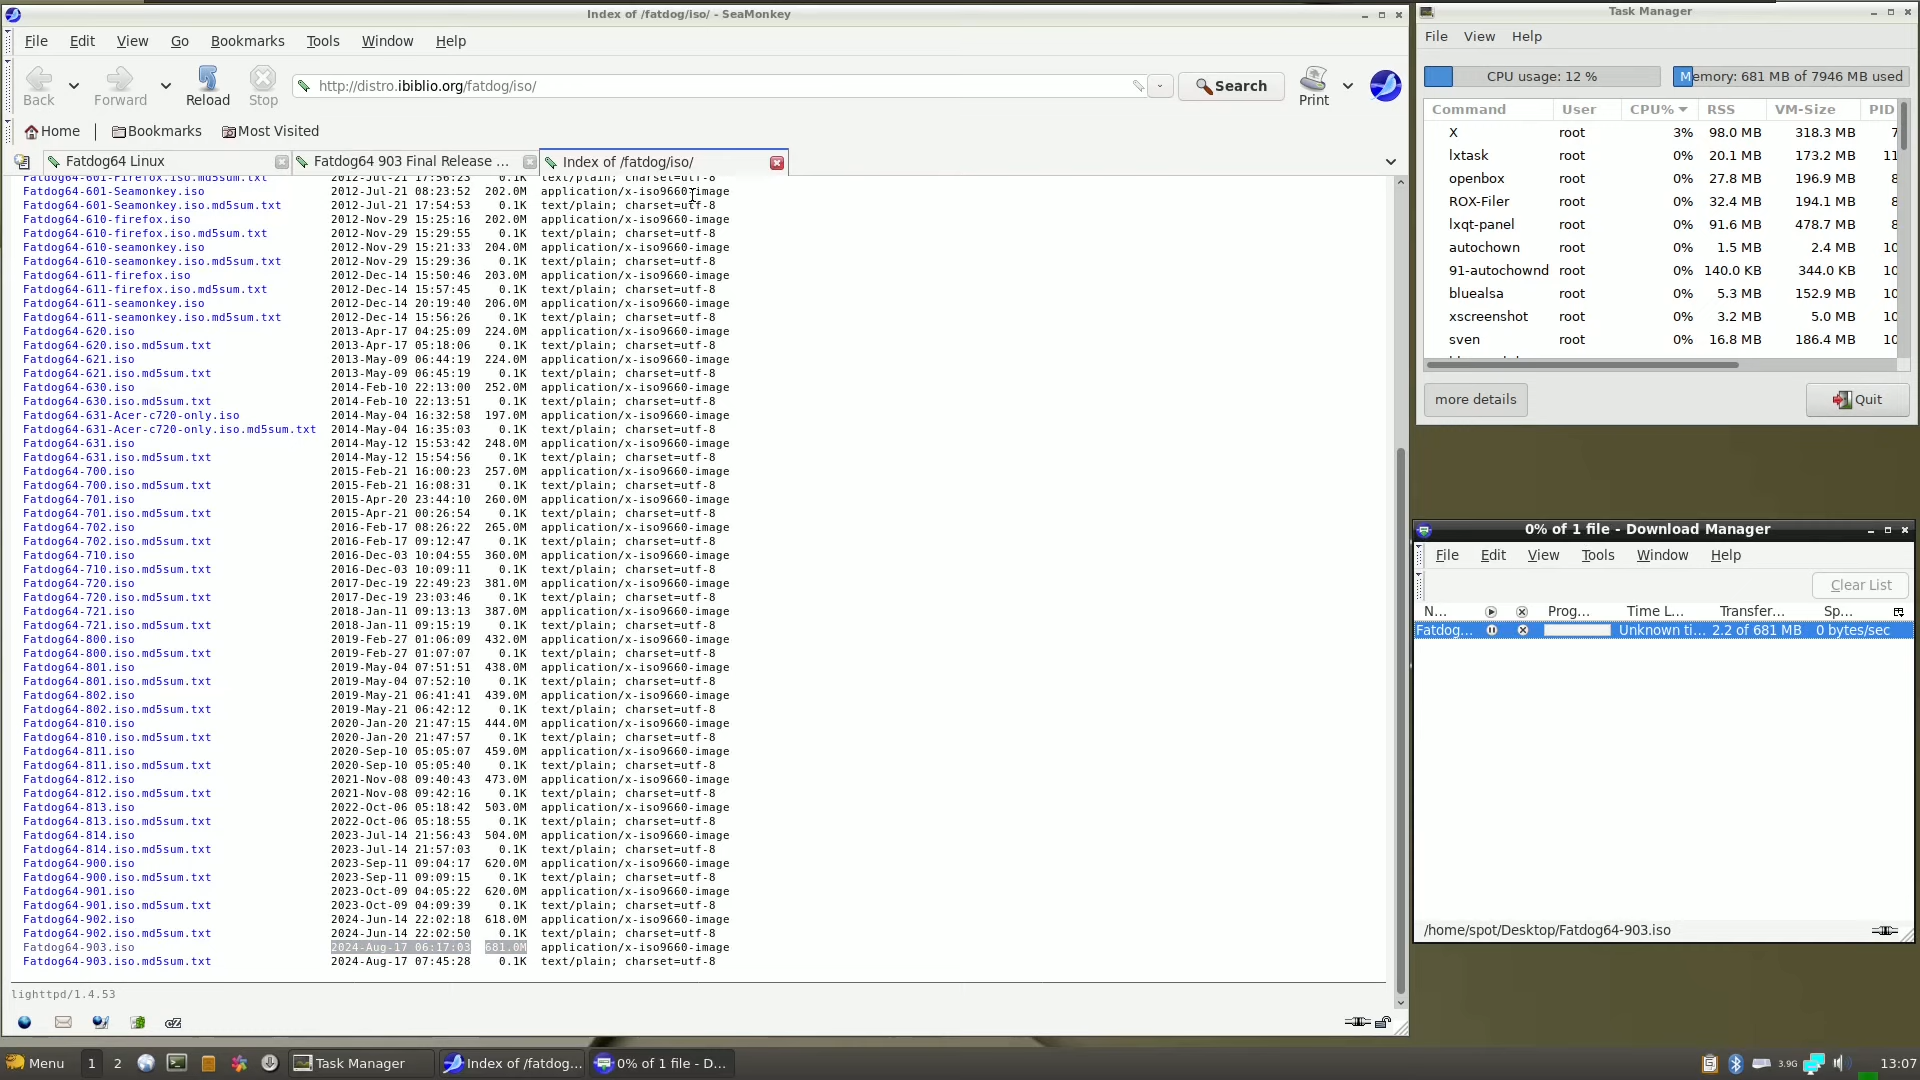 Index of /fatdog/iso/ - SeaMonkey
File Edit View Go Bookmarks Tools Window Help
Back Forward Reload Stop http://distro.ibiblio.org/fatdog/iso/ Search Print
Home Bookmarks Most Visited
Fatdog64 Linux Fatdog64 903 Final Release ... Index of /fatdog/iso/
Fatdog64-601-Firefox.iso.md5sum.txt 2012-Jul-21 17:56:23 0.1K text/plain; charset=utf-8
Fatdog64-601-Seamonkey.iso 2012-Jul-21 08:23:52 202.0M application/x-iso9660-image
Fatdog64-601-Seamonkey.iso.md5sum.txt 2012-Jul-21 17:54:53 0.1K text/plain; charset=utf-8
Fatdog64-610-firefox.iso 2012-Nov-29 15:25:16 202.0M application/x-iso9660-image
Fatdog64-610-firefox.iso.md5sum.txt 2012-Nov-29 15:29:55 0.1K text/plain; charset=utf-8
Fatdog64-610-seamonkey.iso 2012-Nov-29 15:21:33 204.0M application/x-iso9660-image
Fatdog64-610-seamonkey.iso.md5sum.txt 2012-Nov-29 15:29:36 0.1K text/plain; charset=utf-8
Fatdog64-611-firefox.iso 2012-Dec-14 15:50:46 203.0M application/x-iso9660-image
Fatdog64-611-firefox.iso.md5sum.txt 2012-Dec-14 15:57:45 0.1K text/plain; charset=utf-8
Fatdog64-611-seamonkey.iso 2012-Dec-14 20:19:40 206.0M application/x-iso9660-image
Fatdog64-611-seamonkey.iso.md5sum.txt 2012-Dec-14 15:56:26 0.1K text/plain; charset=utf-8
Fatdog64-620.iso 2013-Apr-17 04:25:09 224.0M application/x-iso9660-image
Fatdog64-620.iso.md5sum.txt 2013-Apr-17 05:18:06 0.1K text/plain; charset=utf-8
Fatdog64-621.iso 2013-May-09 06:44:19 224.0M application/x-iso9660-image
Fatdog64-621.iso.md5sum.txt 2013-May-09 06:45:19 0.1K text/plain; charset=utf-8
Fatdog64-630.iso 2014-Feb-10 22:13:00 252.0M application/x-iso9660-image
Fatdog64-630.iso.md5sum.txt 2014-Feb-10 22:13:51 0.1K text/plain; charset=utf-8
Fatdog64-631-Acer-c720-only.iso 2014-May-04 16:32:58 197.0M application/x-iso9660-image
Fatdog64-631-Acer-c720-only.iso.md5sum.txt 2014-May-04 16:35:03 0.1K text/plain; charset=utf-8
Fatdog64-631.iso 2014-May-12 15:53:42 248.0M application/x-iso9660-image
Fatdog64-631.iso.md5sum.txt 2014-May-12 15:54:56 0.1K text/plain; charset=utf-8
Fatdog64-700.iso 2015-Feb-21 16:00:23 257.0M application/x-iso9660-image
Fatdog64-700.iso.md5sum.txt 2015-Feb-21 16:08:31 0.1K text/plain; charset=utf-8
Fatdog64-701.iso 2015-Apr-20 23:44:10 260.0M application/x-iso9660-image
Fatdog64-701.iso.md5sum.txt 2015-Apr-21 00:26:54 0.1K text/plain; charset=utf-8
Fatdog64-702.iso 2016-Feb-17 08:26:22 265.0M application/x-iso9660-image
Fatdog64-702.iso.md5sum.txt 2016-Feb-17 09:12:47 0.1K text/plain; charset=utf-8
Fatdog64-710.iso 2016-Dec-03 10:04:55 360.0M application/x-iso9660-image
Fatdog64-710.iso.md5sum.txt 2016-Dec-03 10:09:11 0.1K text/plain; charset=utf-8
Fatdog64-720.iso 2017-Dec-19 22:49:23 381.0M application/x-iso9660-image
Fatdog64-720.iso.md5sum.txt 2017-Dec-19 23:03:46 0.1K text/plain; charset=utf-8
Fatdog64-721.iso 2018-Jan-11 09:13:13 387.0M application/x-iso9660-image
Fatdog64-721.iso.md5sum.txt 2018-Jan-11 09:15:19 0.1K text/plain; charset=utf-8
Fatdog64-800.iso 2019-Feb-27 01:06:09 432.0M application/x-iso9660-image
Fatdog64-800.iso.md5sum.txt 2019-Feb-27 01:07:07 0.1K text/plain; charset=utf-8
Fatdog64-801.iso 2019-May-04 07:51:51 438.0M application/x-iso9660-image
Fatdog64-801.iso.md5sum.txt 2019-May-04 07:52:10 0.1K text/plain; charset=utf-8
Fatdog64-802.iso 2019-May-21 06:41:41 439.0M application/x-iso9660-image
Fatdog64-802.iso.md5sum.txt 2019-May-21 06:42:12 0.1K text/plain; charset=utf-8
Fatdog64-810.iso 2020-Jan-20 21:47:15 444.0M application/x-iso9660-image
Fatdog64-810.iso.md5sum.txt 2020-Jan-20 21:47:57 0.1K text/plain; charset=utf-8
Fatdog64-811.iso 2020-Sep-10 05:05:07 459.0M application/x-iso9660-image
Fatdog64-811.iso.md5sum.txt 2020-Sep-10 05:05:40 0.1K text/plain; charset=utf-8
Fatdog64-812.iso 2021-Nov-08 09:40:43 473.0M application/x-iso9660-image
Fatdog64-812.iso.md5sum.txt 2021-Nov-08 09:42:16 0.1K text/plain; charset=utf-8
Fatdog64-813.iso 2022-Oct-06 05:18:42 503.0M application/x-iso9660-image
Fatdog64-813.iso.md5sum.txt 2022-Oct-06 05:18:55 0.1K text/plain; charset=utf-8
Fatdog64-814.iso 2023-Jul-14 21:56:43 504.0M application/x-iso9660-image
Fatdog64-814.iso.md5sum.txt 2023-Jul-14 21:57:03 0.1K text/plain; charset=utf-8
Fatdog64-900.iso 2023-Sep-11 09:04:17 620.0M application/x-iso9660-image
Fatdog64-900.iso.md5sum.txt 2023-Sep-11 09:09:15 0.1K text/plain; charset=utf-8
Fatdog64-901.iso 2023-Oct-09 04:05:22 620.0M application/x-iso9660-image
Fatdog64-901.iso.md5sum.txt 2023-Oct-09 04:09:39 0.1K text/plain; charset=utf-8
Fatdog64-902.iso 2024-Jun-14 22:02:18 618.0M application/x-iso9660-image
Fatdog64-902.iso.md5sum.txt 2024-Jun-14 22:02:50 0.1K text/plain; charset=utf-8
Fatdog64-903.iso 2024-Aug-17 06:17:03 681.0M application/x-iso9660-image
Fatdog64-903.iso.md5sum.txt 2024-Aug-17 07:45:28 0.1K text/plain; charset=utf-8
lighttpd/1.4.53
Task Manager
File View Help
CPU usage: 12 % Memory: 681 MB of 7946 MB used
Command User CPU% RSS VM-Size PID
X root 3% 98.0 MB 318.3 MB 7
lxtask root 0% 20.1 MB 173.2 MB 11
openbox root 0% 27.8 MB 196.9 MB 8
ROX-Filer root 0% 32.4 MB 194.1 MB 8
lxqt-panel root 0% 91.6 MB 478.7 MB 8
autochown root 0% 1.5 MB 2.4 MB 10
91-autochownd root 0% 140.0 KB 344.0 KB 10
bluealsa root 0% 5.3 MB 152.9 MB 10
xscreenshot root 0% 3.2 MB 5.0 MB 10
sven root 0% 16.8 MB 186.4 MB 10
more details Quit
0% of 1 file - Download Manager
File Edit View Tools Window Help
Clear List
N... Prog... Time L... Transfer... Sp...
Fatdog... Unknown ti... 2.2 of 681 MB 0 bytes/sec
/home/spot/Desktop/Fatdog64-903.iso
Menu 1 2 Task Manager Index of /fatdog... 0% of 1 file - D... 3.9G 13:07